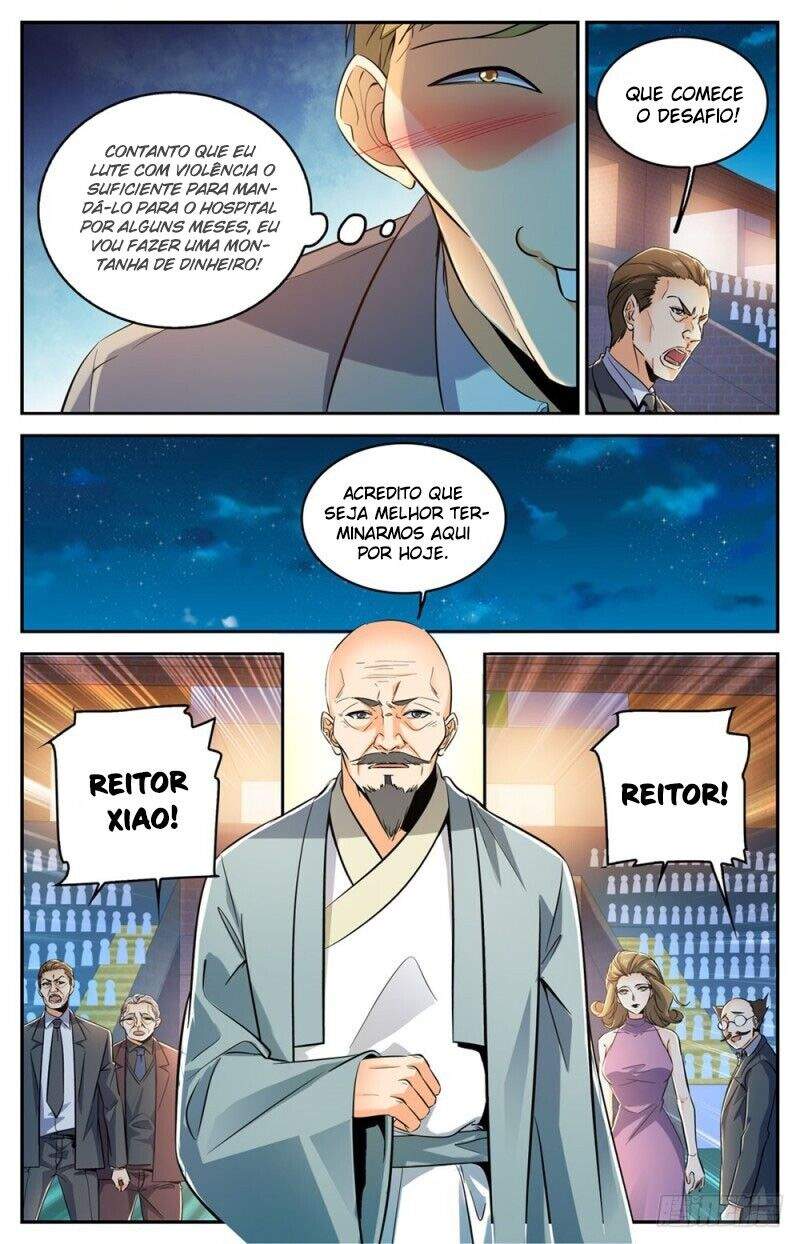 CONTANTO QUE EU
LUTE COM VIOLÊNCIA O
SUFICIENTE PARA MAN-
DÁ-LO PARA O HOSPITAL
POR ALGUNS MESES, EU
VOU FAZER UMA MON-
TANHA DE DINHEIRO!
QUE COMECE
O DESAFIO!
ACREDITO QUE
SEJA MELHOR TER-
MINARMOS AQUI
POR HOJE.
REITOR
XIAO!
REITOR!